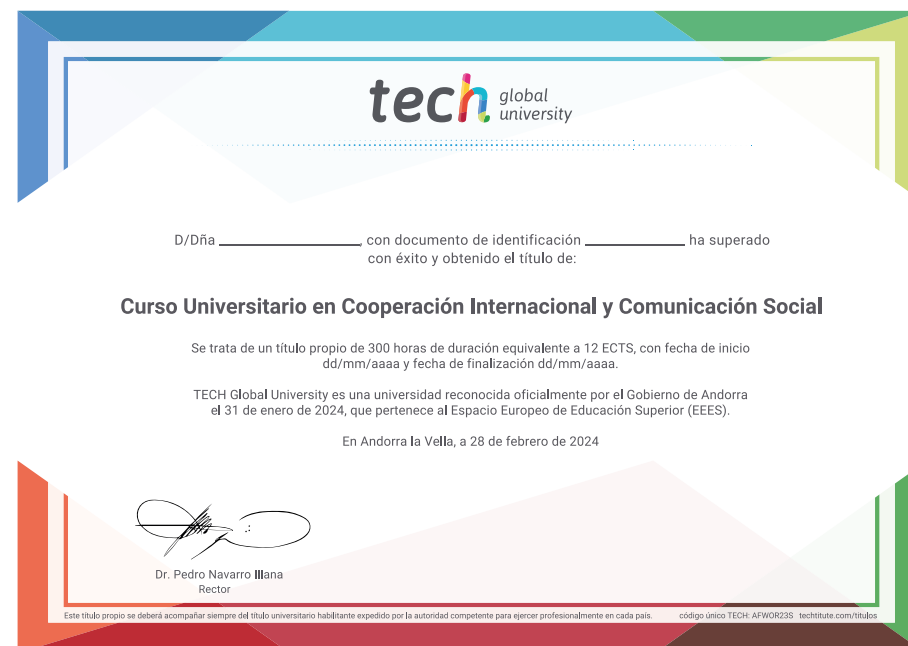 tech global university
D/Dña ______________, con documento de identificación __________ ha superado
con éxito y obtenido el título de:
Curso Universitario en Cooperación Internacional y Comunicación Social
Se trata de un título propio de 300 horas de duración equivalente a 12 ECTS, con fecha de inicio
dd/mm/aaaa y fecha de finalización dd/mm/aaaa.
TECH Global University es una universidad reconocida oficialmente por el Gobierno de Andorra
el 31 de enero de 2024, que pertenece al Espacio Europeo de Educación Superior (EEES).
En Andorra la Vella, a 28 de febrero de 2024
Dr. Pedro Navarro Illana
Rector
Este título propio se deberá acompañar siempre del título universitario habilitante expedido por la autoridad competente para ejercer profesionalmente en cada país. código único TECH: AFWOR23S techtitute.com/titulos